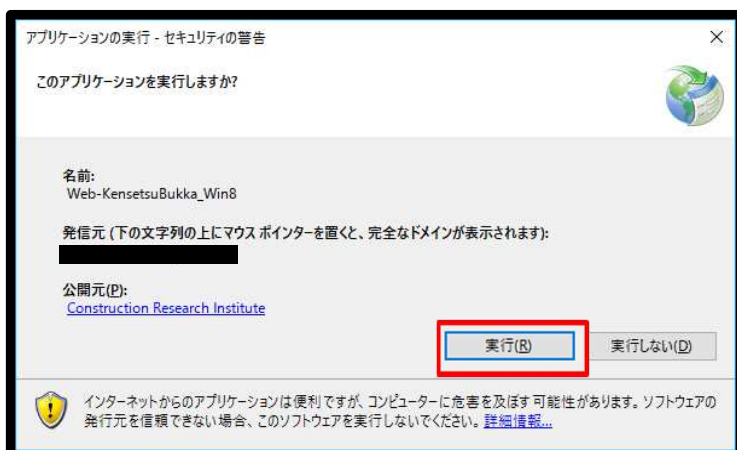 アプリケーションの実行 - セキュリティの警告
このアプリケーションを実行しますか?
名前:
Web-KensetsuBukka_Win8
発信元 (下の文字列の上にマウス ポインターを置くと、完全なドメインが表示されます):
公開元(P):
Construction Research Institute
実行(R)
実行しない(D)
インターネットからのアプリケーションは便利ですが、コンピューターに危害を及ぼす可能性があります。ソフトウェアの
発行元を信頼できない場合、このソフトウェアを実行しないでください。詳細情報...